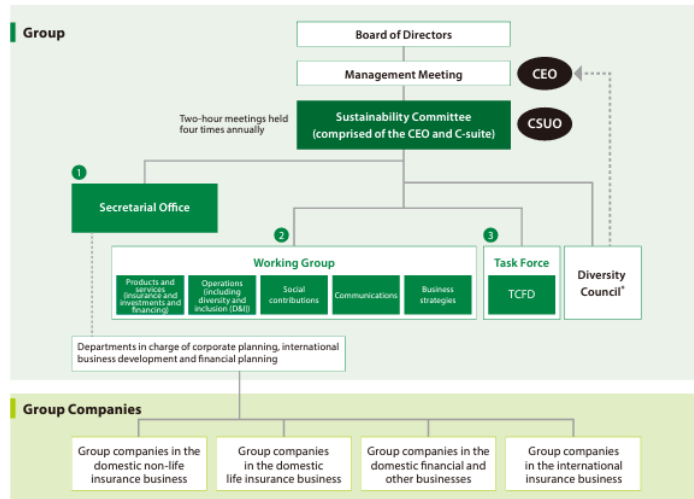 Group
Board of Directors
Management Meeting
CEO
Two-hour meetings held
four times annually
Sustainability Committee
(comprised of the CEO and C-suite)
CSUO
1
Secretarial Office
2
Working Group
Products and
services
(insurance and
investments and
financing)
Operations
(including
diversity and
inclusion (D&I))
Social
contributions
Communications
Business
strategies
3
Task Force
TCFD
Diversity
Council*
Departments in charge of corporate planning, international
business development and financial planning
Group Companies
Group companies in the
domestic non-life
insurance business
Group companies
in the domestic
life insurance business
Group companies in the
domestic financial and
other businesses
Group companies
in the international
insurance business